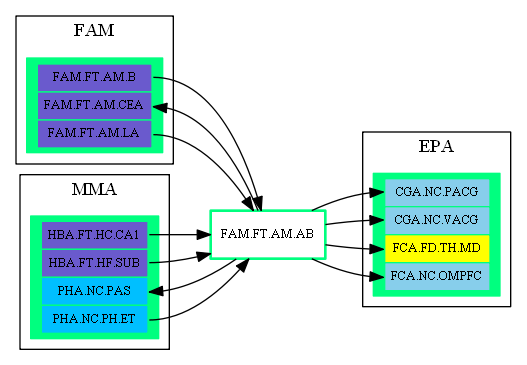 FAM
FAM.FT.AM.B
FAM.FT.AM.CEA
FAM.FT.AM.LA
MMA
HBA.FT.HC.CA1
HBA.FT.HF.SUB
PHA.NC.PAS
PHA.NC.PH.ET
FAM.FT.AM.AB
EPA
CGA.NC.PACG
CGA.NC.VACG
FCA.FD.TH.MD
FCA.NC.OMPFC